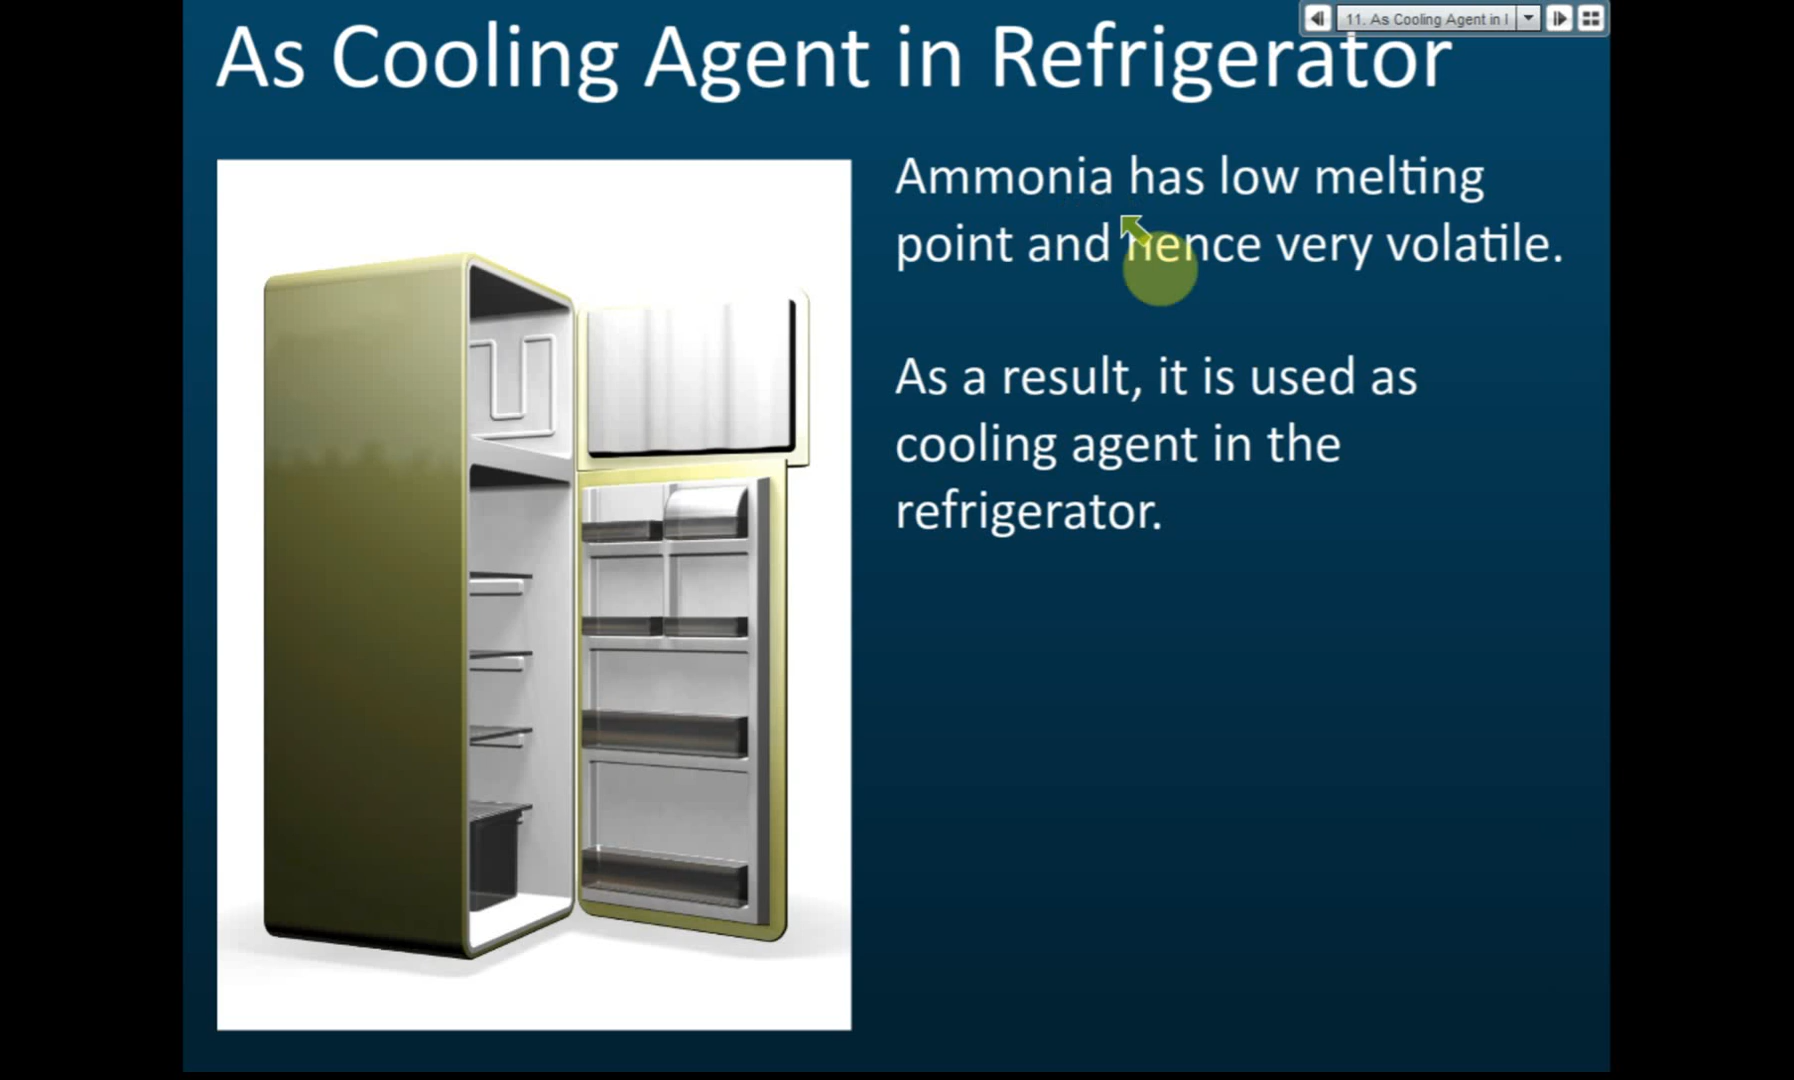 11. As Cooling Agent in
As Cooling Agent in Refrigerator
Ammonia has low melting
point and hence very volatile.
As a result, it is used as
cooling agent in the
refrigerator.